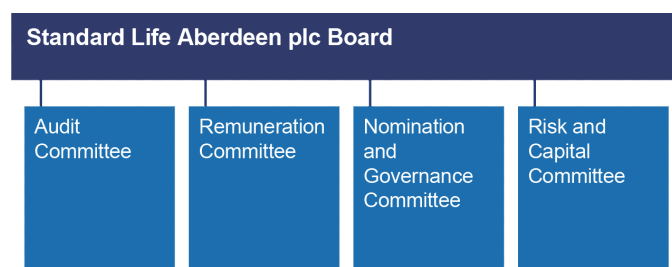 Standard Life Aberdeen plc Board
Audit
Committee
Remuneration
Committee
Nomination
and
Governance
Committee
Risk and
Capital
Committee